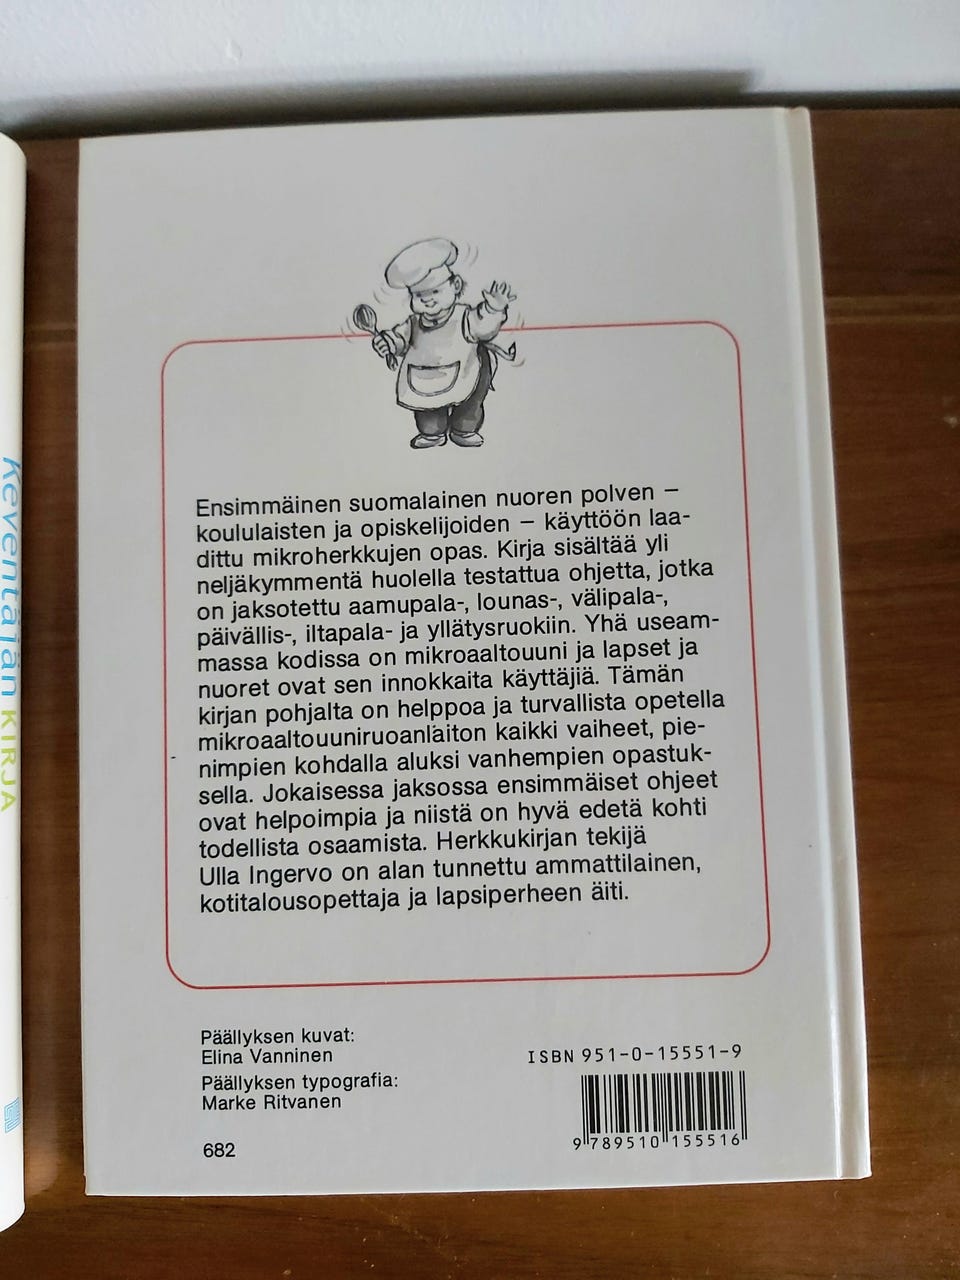 Ensimmäinen suomalainen nuoren polven –
koululaisten ja opiskelijoiden – käyttöön laa-
dittu mikroherkkujen opas. Kirja sisältää yli
neljäkymmentä huolella testattua ohjetta, jotka
on jaksotettu aamupala-, lounas-, välipala-,
päivällis-, iltapala- ja yllätysruokiin. Yhä useam-
massa kodissa on mikroaaltouuni ja lapset ja
nuoret ovat sen innokkaita käyttäjiä. Tämän
kirjan pohjalta on helppoa ja turvallista opetella
mikroaaltouuniruoanlaiton kaikki vaiheet, pie-
nimpien kohdalla aluksi vanhempien opastuk-
sella. Jokaisessa jaksossa ensimmäiset ohjeet
ovat helpoimpia ja niistä on hyvä edetä kohti
todellista osaamista. Herkkukirjan tekijä
Ulla Ingervo on alan tunnettu ammattilainen,
kotitalousopettaja ja lapsiperheen äiti.
Päällyksen kuvat:
Elina Vanninen
Päällyksen typografia:
Marke Ritvanen
682
ISBN 951-0-15551-9
9 789510 155516
Keventäjän KIRJA